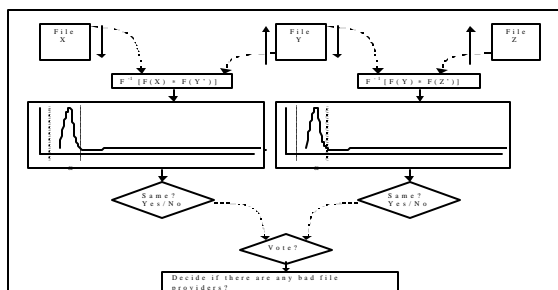 File
X
File
Y
File
Z
F⁻¹[F(X) * F(Y')]
F⁻¹[F(Y) * F(Z')]
Same?
Yes/No
Same?
Yes/No
Vote?
Decide if there are any bad file
providers?